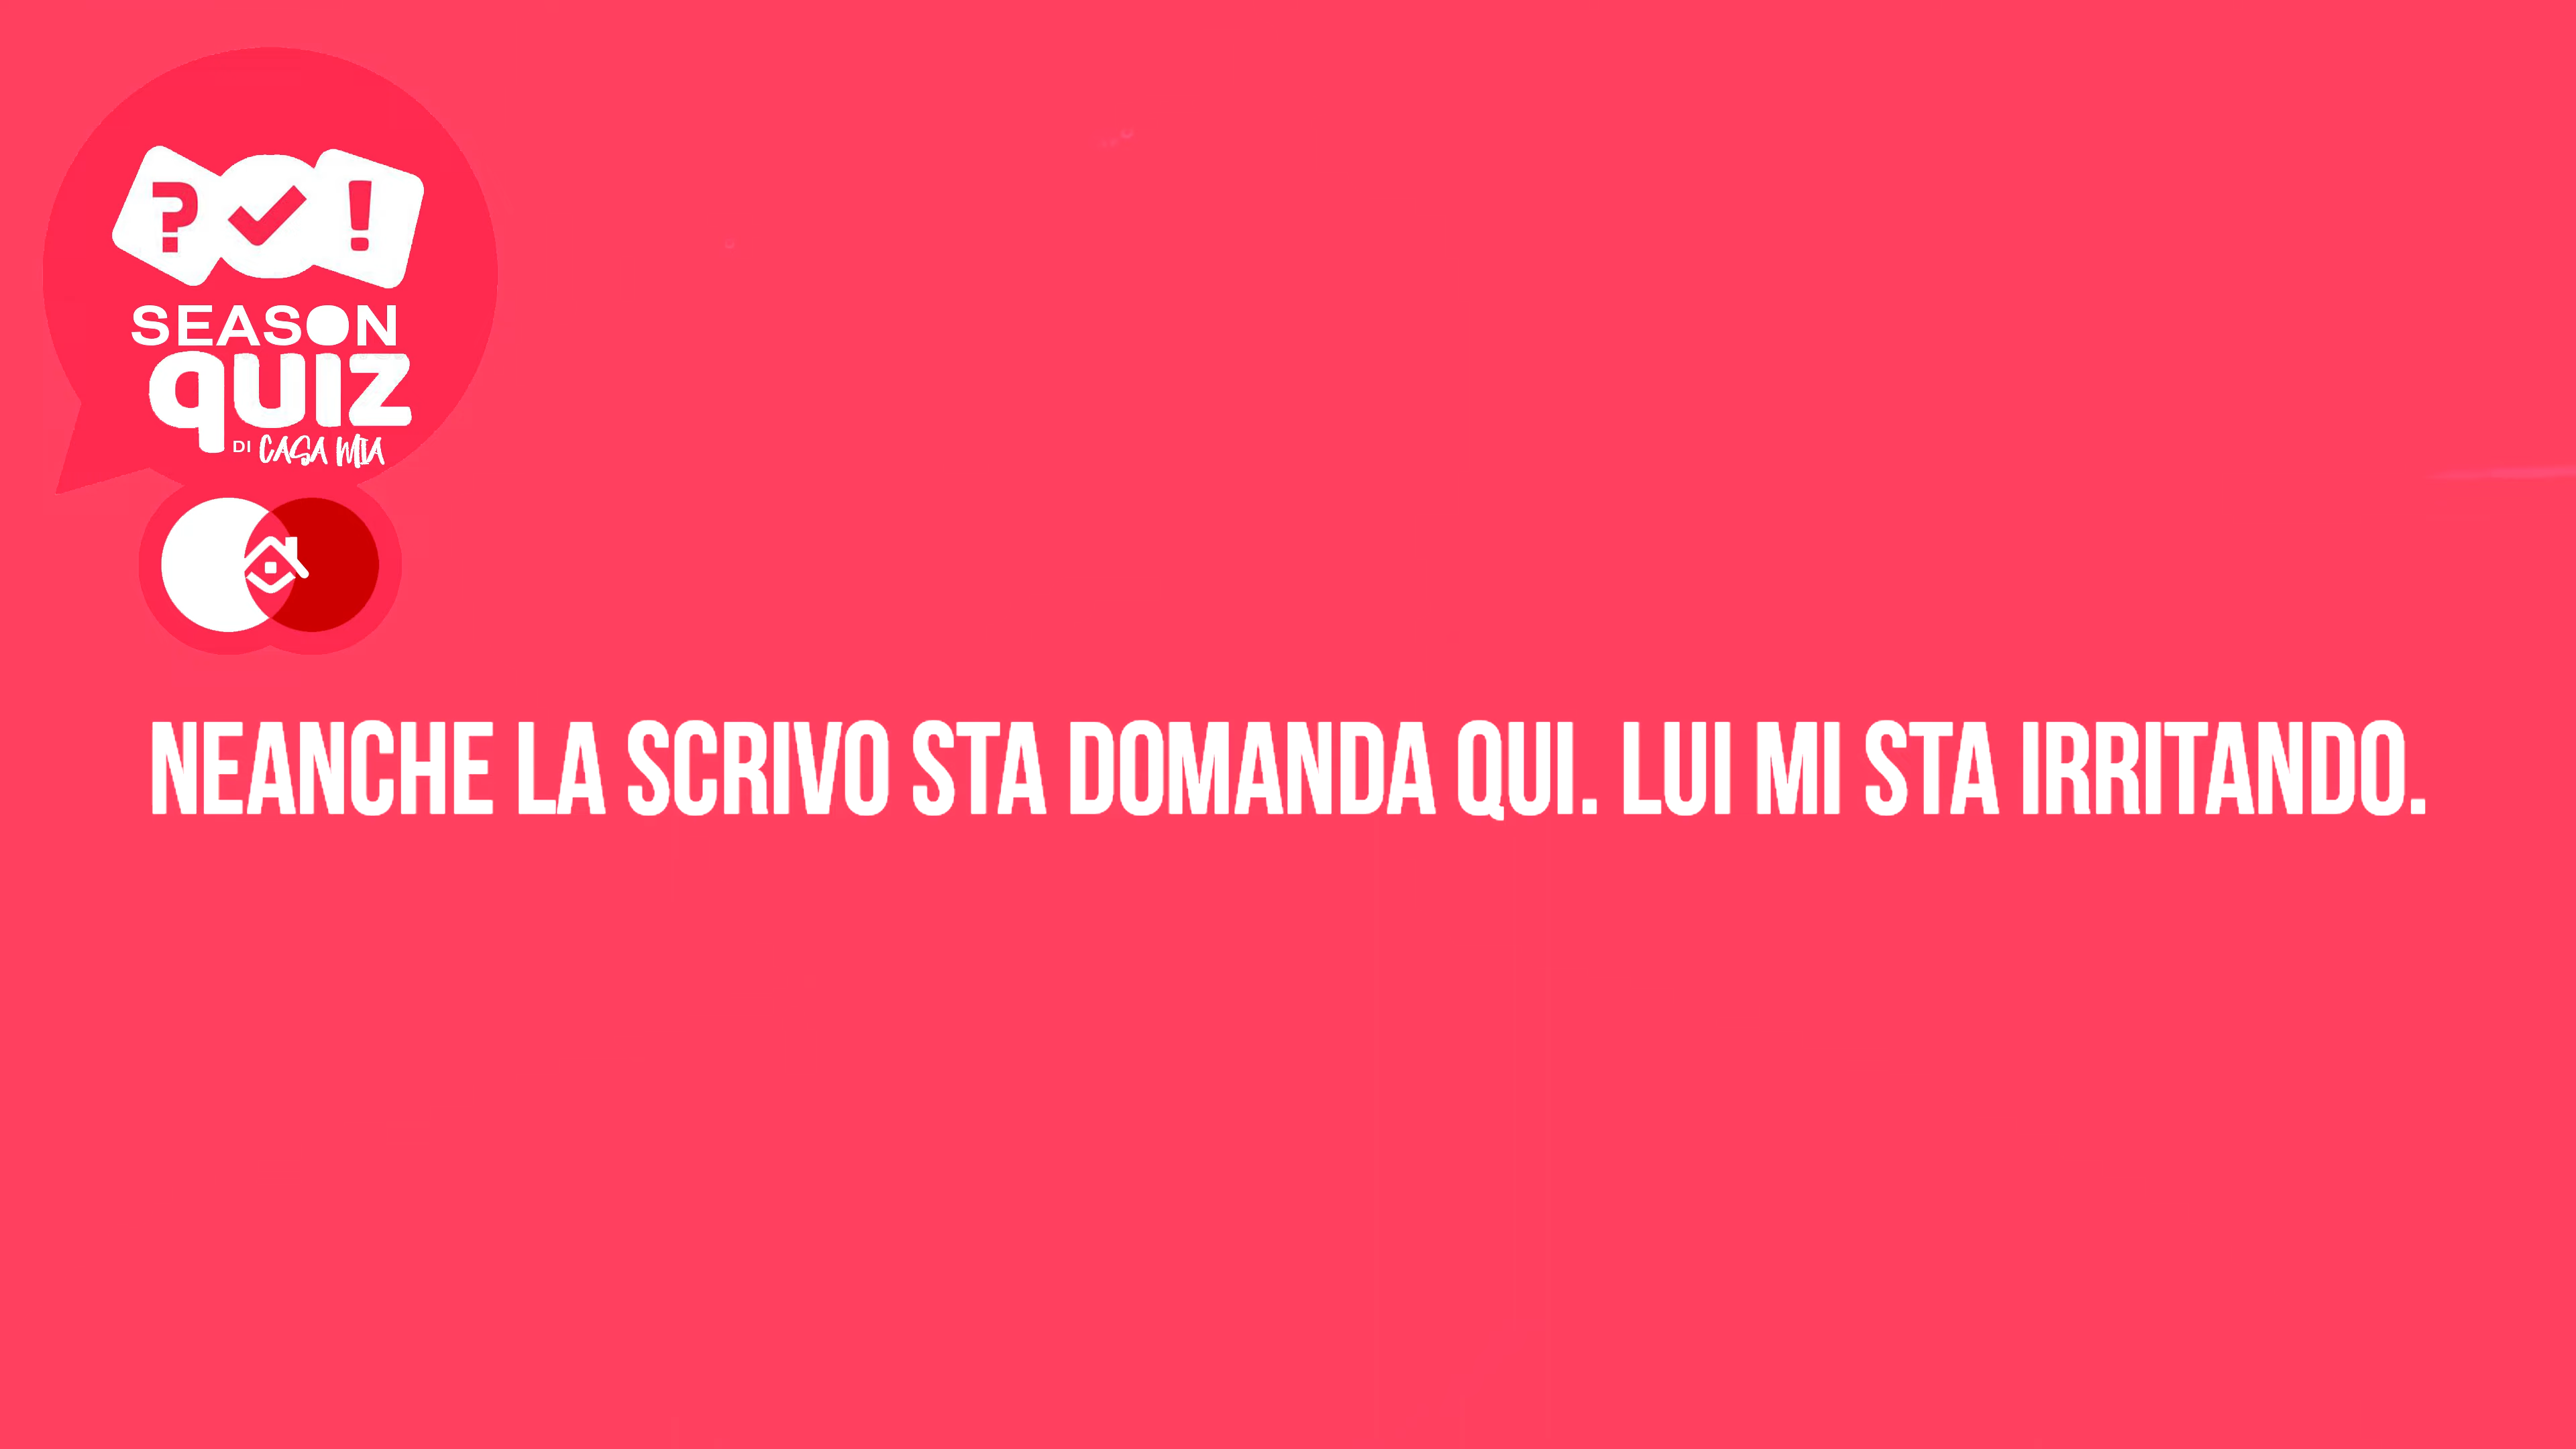 ? !
SEASON
quiz
DI CASA MIA
NEANCHE LA SCRIVO STA DOMANDA QUI. LUI MI STA IRRITANDO.